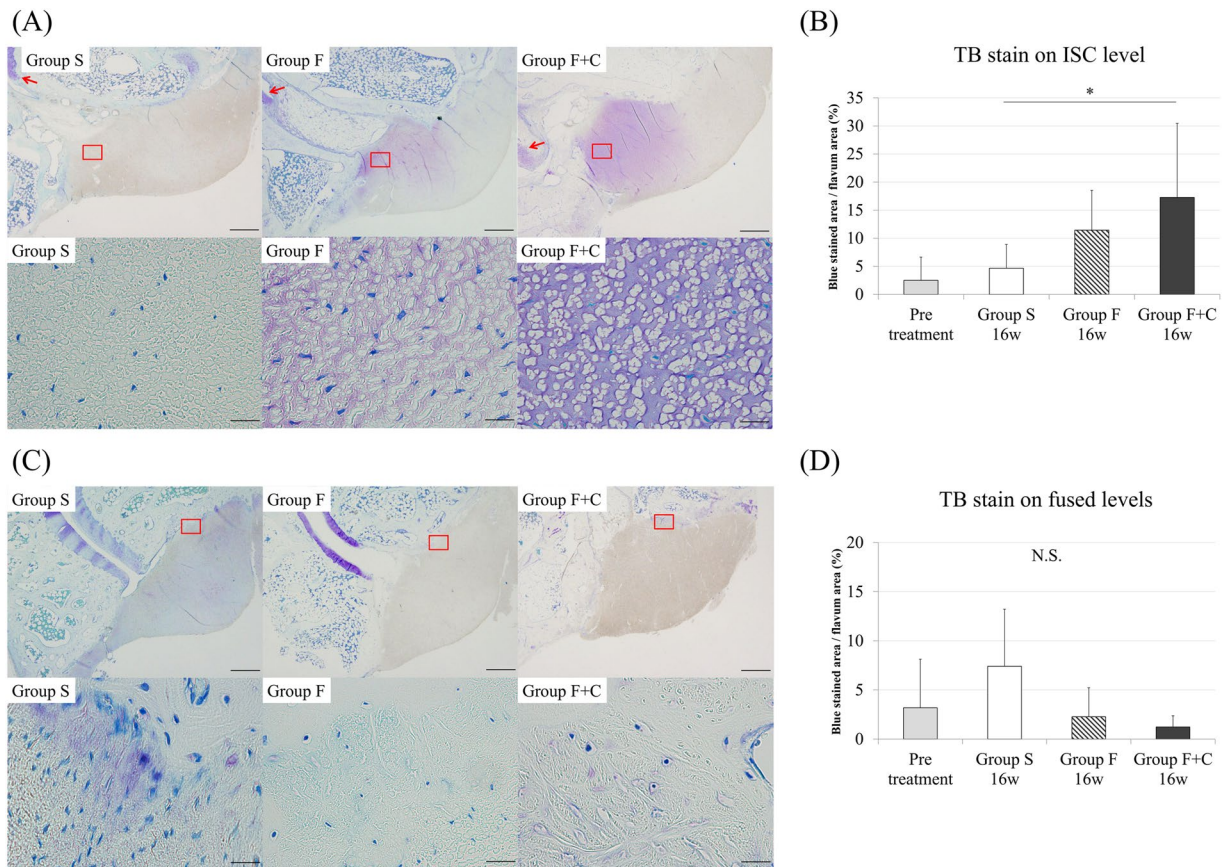 (A)
Group S
Group F
Group F+C
Group S
Group F
Group F+C
(B)
TB stain on ISC level
Blue stained area / flavum area (%)
35
30
25
20
15
10
5
0
*
Pre
treatment
Group S
16w
Group F
16w
Group F+C
16w
(C)
Group S
Group F
Group F+C
Group S
Group F
Group F+C
(D)
TB stain on fused levels
Blue stained area / flavum area (%)
20
15
10
5
0
N.S.
Pre
treatment
Group S
16w
Group F
16w
Group F+C
16w